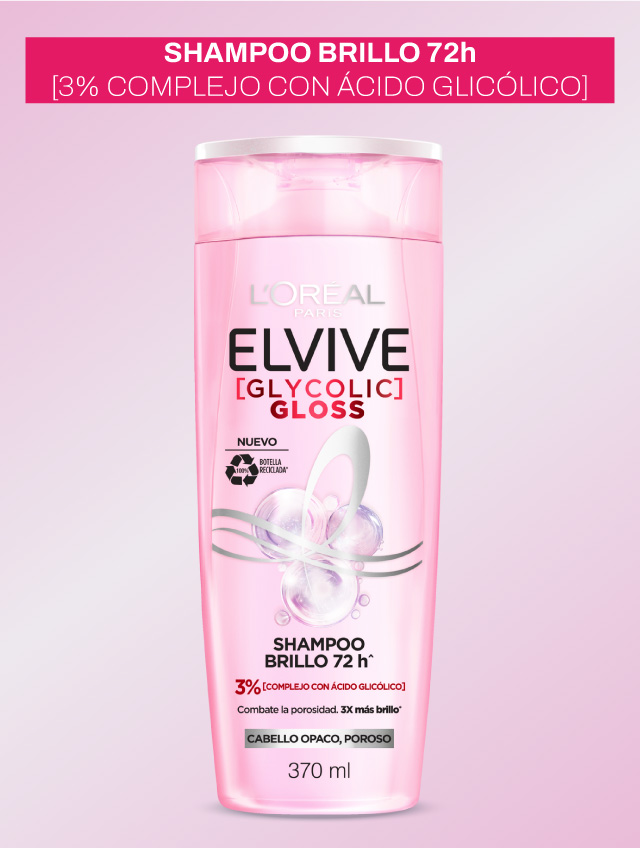 SHAMPOO BRILLO 72h
[3% COMPLEJO CON ÁCIDO GLICÓLICO]
L'ORÉAL
PARIS
ELVIVE
[GLYCOLIC]
GLOSS
NUEVO
100%
BOTELLA
RECICLADA*
SHAMPOO
BRILLO 72 h^
3% [COMPLEJO CON ÁCIDO GLICÓLICO]
Combate la porosidad. 3X más brillo*
CABELLO OPACO, POROSO
370 ml